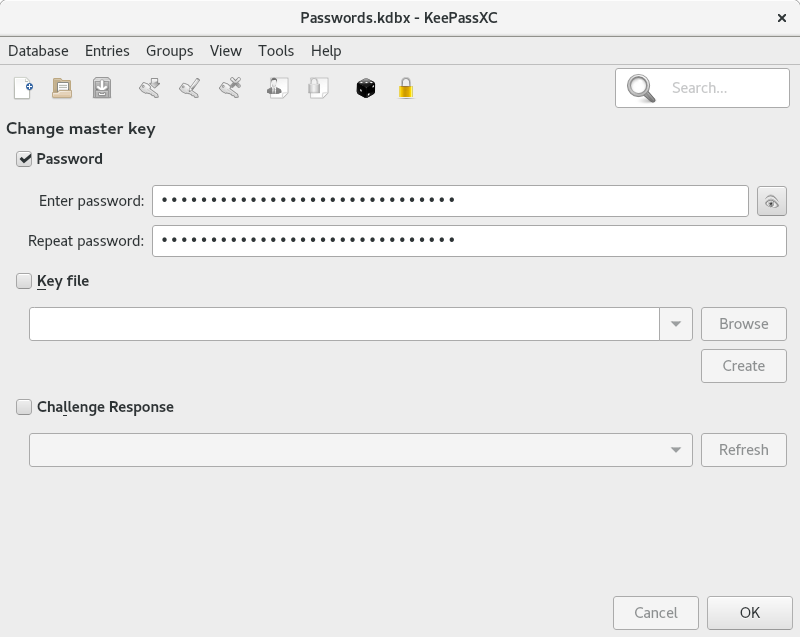 Passwords.kdbx - KeePassXC
Database Entries Groups View Tools Help
Search...
Change master key
Password
Enter password: ••••••••••••••••••••••••••••••
Repeat password: ••••••••••••••••••••••••••••••
Key file
Browse
Create
Challenge Response
Refresh
Cancel OK